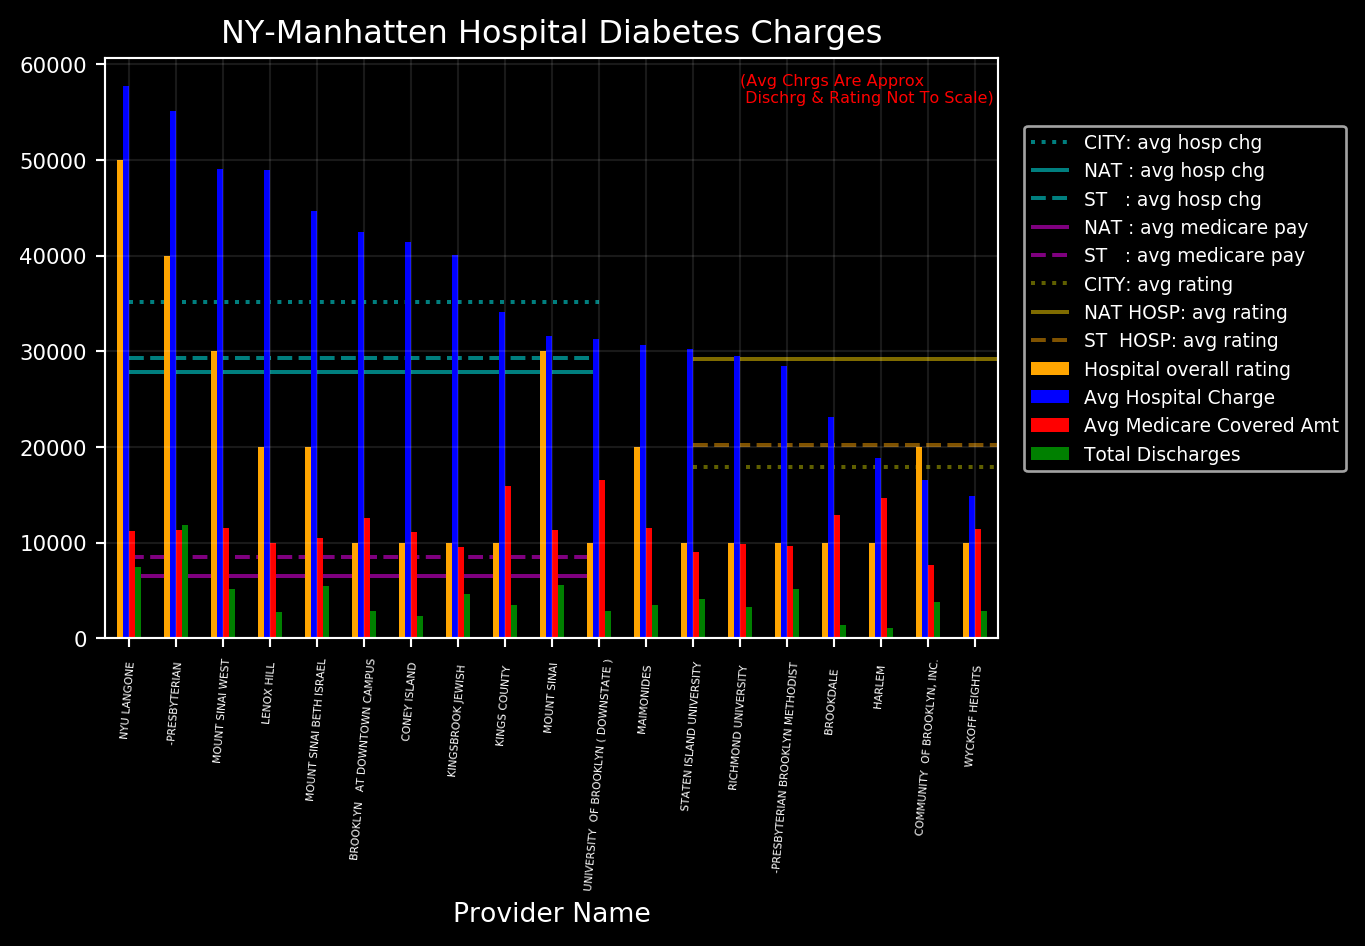 NY-Manhatten Hospital Diabetes Charges
(Avg Chrgs Are Approx
Dischrg & Rating Not To Scale)
60000
50000
40000
30000
20000
10000
0
CITY: avg hosp chg
NAT : avg hosp chg
ST   : avg hosp chg
NAT : avg medicare pay
ST   : avg medicare pay
CITY: avg rating
NAT HOSP: avg rating
ST  HOSP: avg rating
Hospital overall rating
Avg Hospital Charge
Avg Medicare Covered Amt
Total Discharges
NYU LANGONE
-PRESBYTERIAN
MOUNT SINAI WEST
LENOX HILL
MOUNT SINAI BETH ISRAEL
BROOKLYN   AT DOWNTOWN CAMPUS
CONEY ISLAND
KINGSBROOK JEWISH
KINGS COUNTY
MOUNT SINAI
UNIVERSITY  OF BROOKLYN ( DOWNSTATE )
MAIMONIDES
STATEN ISLAND UNIVERSITY
RICHMOND UNIVERSITY
-PRESBYTERIAN BROOKLYN METHODIST
BROOKDALE
HARLEM
COMMUNITY  OF BROOKLYN, INC.
WYCKOFF HEIGHTS
Provider Name